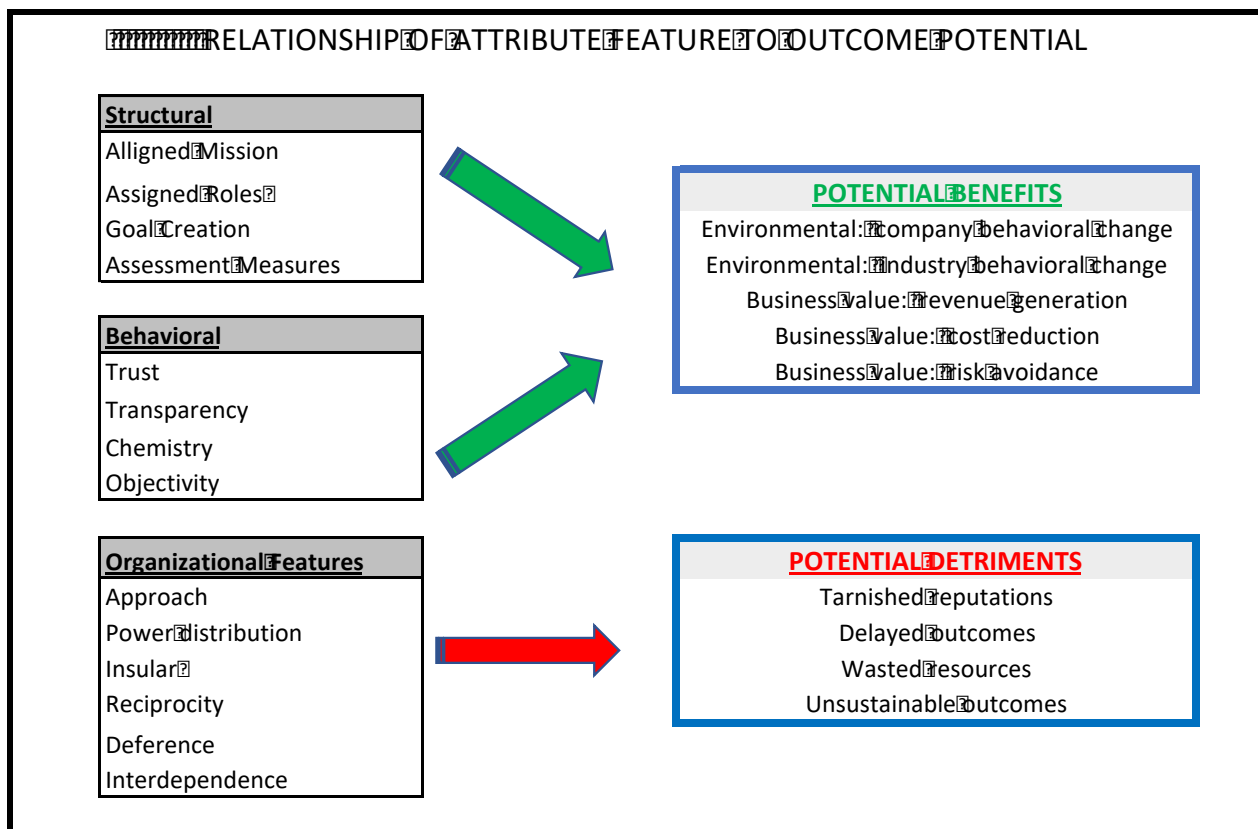 RELATIONSHIP OF ATTRIBUTE FEATURE TO OUTCOME POTENTIAL
Structural
Alligned Mission
Assigned Roles
Goal Creation
Assessment Measures
Behavioral
Trust
Transparency
Chemistry
Objectivity
Organizational Features
Approach
Power distribution
Insular
Reciprocity
Deference
Interdependence
POTENTIAL BENEFITS
Environmental: company behavioral change
Environmental: industry behavioral change
Business value: revenue generation
Business value: cost reduction
Business value: risk avoidance
POTENTIAL DETRIMENTS
Tarnished reputations
Delayed outcomes
Wasted resources
Unsustainable outcomes